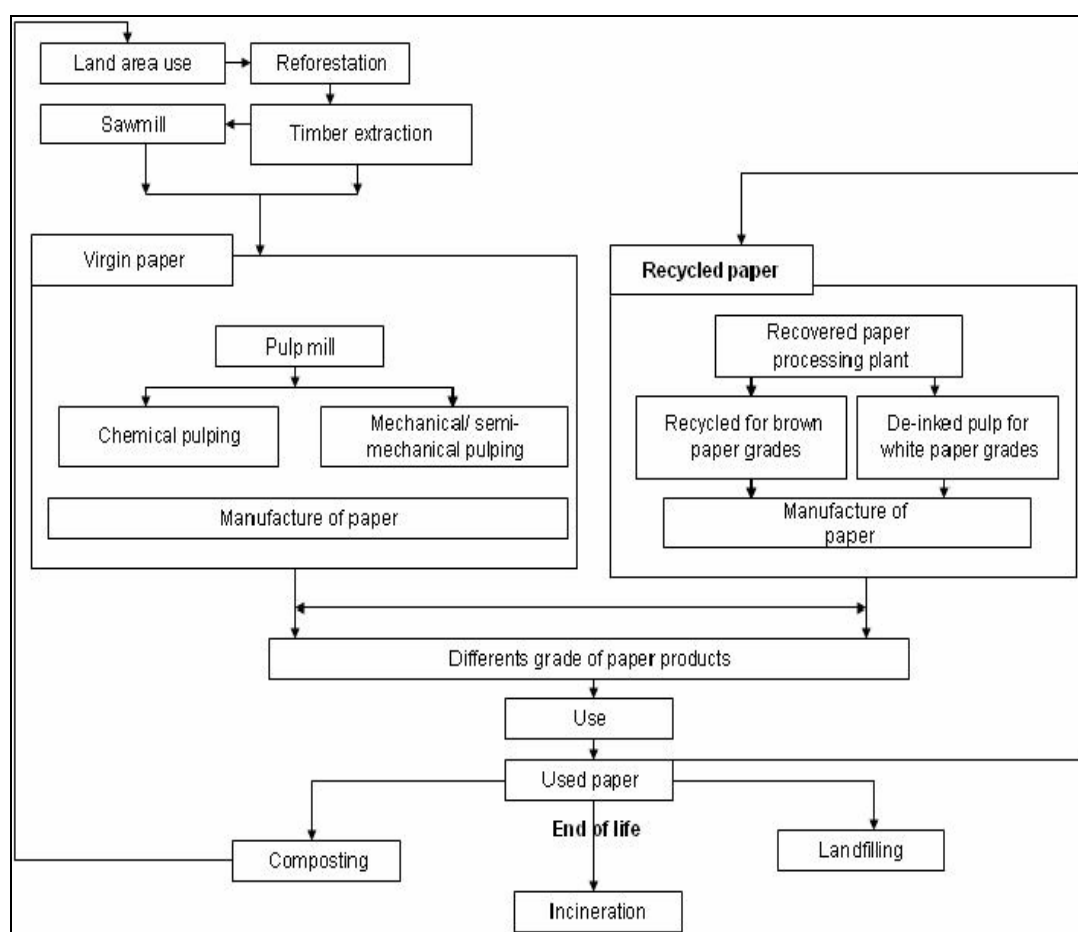 Land area use
Reforestation
Sawmill
Timber extraction
Virgin paper
Recycled paper
Pulp mill
Recovered paper
processing plant
Chemical pulping
Mechanical/ semi-
mechanical pulping
Recycled for brown
paper grades
De-inked pulp for
white paper grades
Manufacture of paper
Manufacture of
paper
Differents grade of paper products
Use
Used paper
End of life
Composting
Landfilling
Incineration